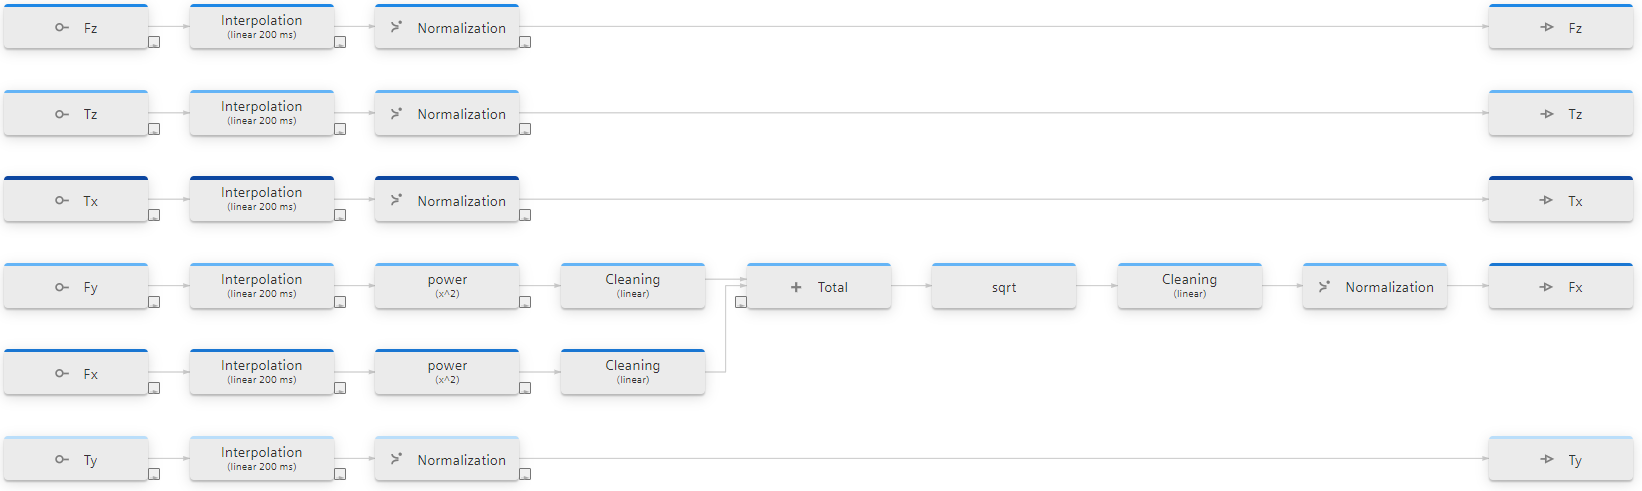 Fz
Interpolation
(linear 200 ms)
Normalization
Fz
Tz
Interpolation
(linear 200 ms)
Normalization
Tz
Tx
Interpolation
(linear 200 ms)
Normalization
Tx
Fy
Interpolation
(linear 200 ms)
power
(x^2)
Cleaning
(linear)
Total
sqrt
Cleaning
(linear)
Normalization
Fx
Fx
Interpolation
(linear 200 ms)
power
(x^2)
Cleaning
(linear)
Ty
Interpolation
(linear 200 ms)
Normalization
Ty